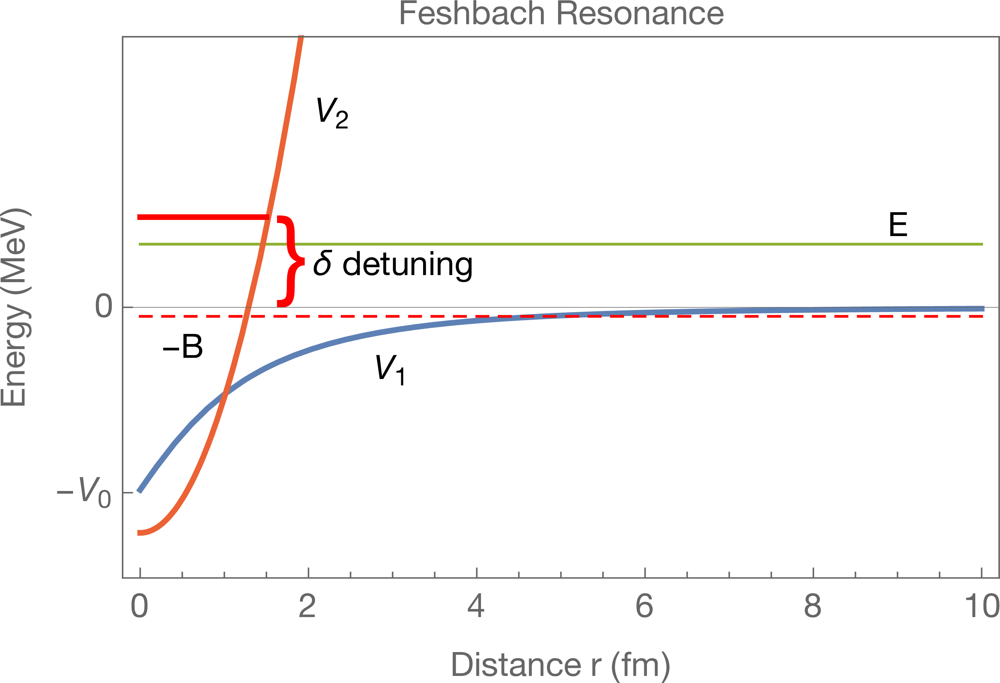 Feshbach Resonance
Energy (MeV)
V₂
E
δ detuning
0
−B
V₁
−V₀
0 2 4 6 8 10
Distance r (fm)